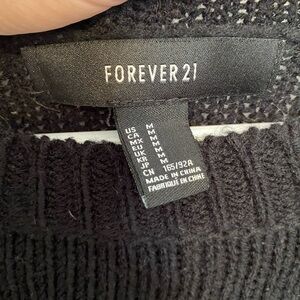 FOREVER 21
US M
CA M
MX M
EU M
UK M
KR M
JP M
CN 165/92A
MADE IN CHINA
FABRIQUÉ EN CHINE